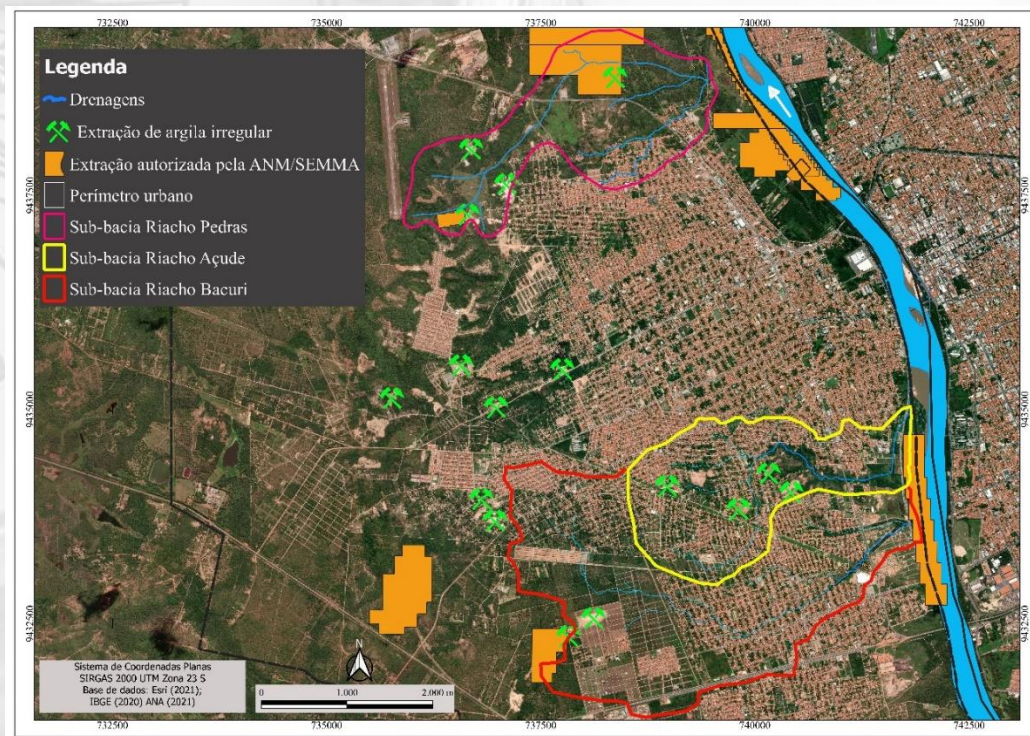 732500 735000 737500 740000 742500
Legenda
Drenagens
Extração de argila irregular
Extração autorizada pela ANM/SEMMA
Perímetro urbano
Sub-bacia Riacho Pedras
Sub-bacia Riacho Açude
Sub-bacia Riacho Bacuri
9437500
9437500
9435000
9435000
9432500
9432500
Sistema de Coordenadas Planas
SIRGAS 2000 UTM Zona 23 S
Base de dados: Esri (2021);
IBGE (2020) ANA (2021)
N
0 1.000 2.000 m
732500 735000 737500 740000 742500